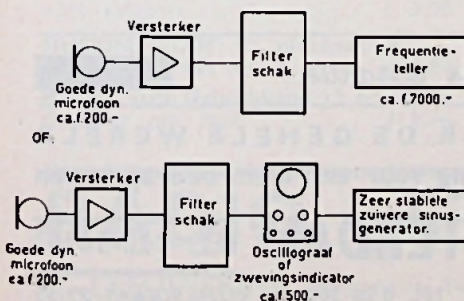 Versterker
Goede dyn.
microfoon
ca.f.200.-
Filter
schak.
Frequentie-
teller
ca.f.7000.-
OF:
Versterker
Goede dyn.
microfoon
ca.f.200.-
Filter
schak.
Oscillograaf
of
zwevingsindicator
ca.f.500.-
Zeer stabiele
zuivere sinus-
generator.